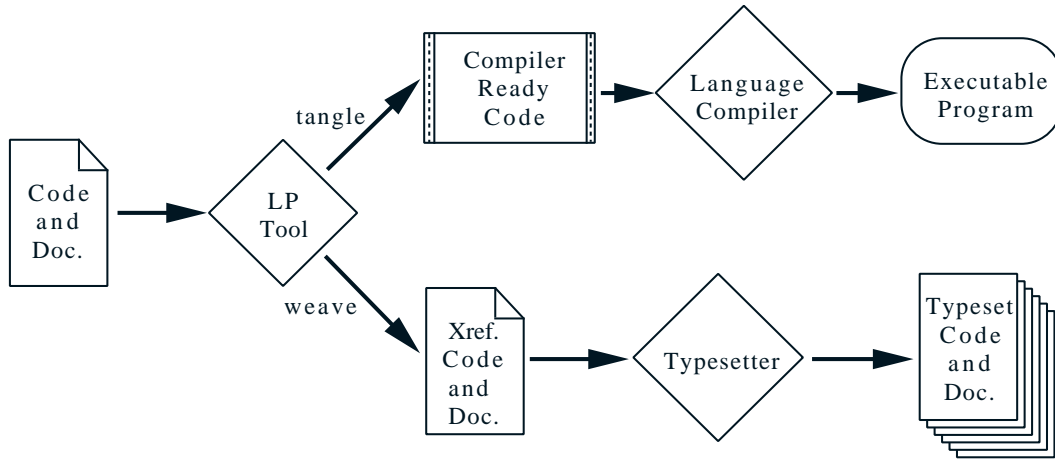 Code
and
Doc.
LP
Tool
tangle
weave
Compiler
Ready
Code
Language
Compiler
Executable
Program
Xref.
Code
and
Doc.
Typesetter
Typeset
Code
and
Doc.